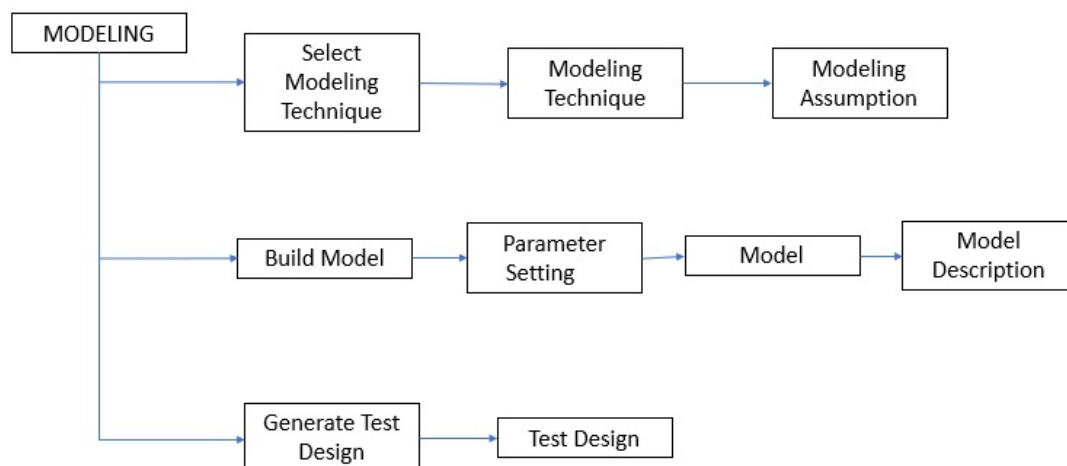 MODELING
Select
Modeling
Technique
Modeling
Technique
Modeling
Assumption
Build Model
Parameter
Setting
Model
Model
Description
Generate Test
Design
Test Design